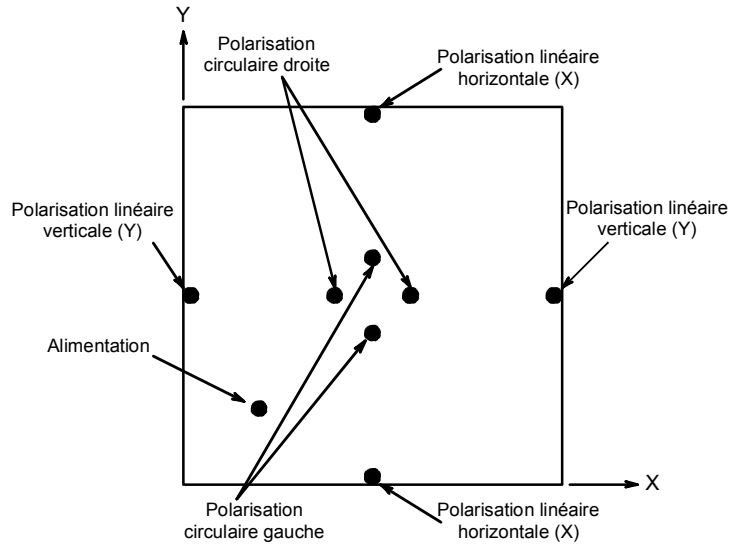 Y
Polarisation
circulaire droite
Polarisation linéaire
horizontale (X)
Polarisation linéaire
verticale (Y)
Polarisation linéaire
verticale (Y)
Alimentation
X
Polarisation
circulaire gauche
Polarisation linéaire
horizontale (X)